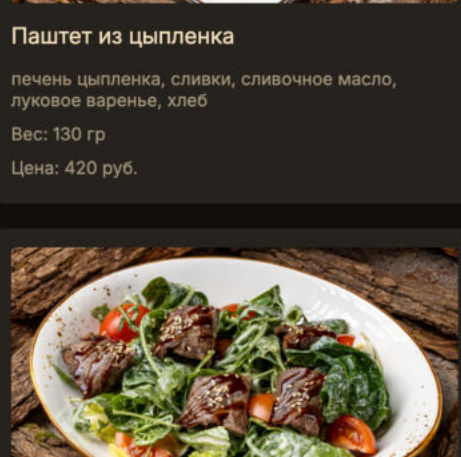 Паштет из цыпленка
печень цыпленка, сливки, сливочное масло,
луковое варенье, хлеб
Вес: 130 гр
Цена: 420 руб.